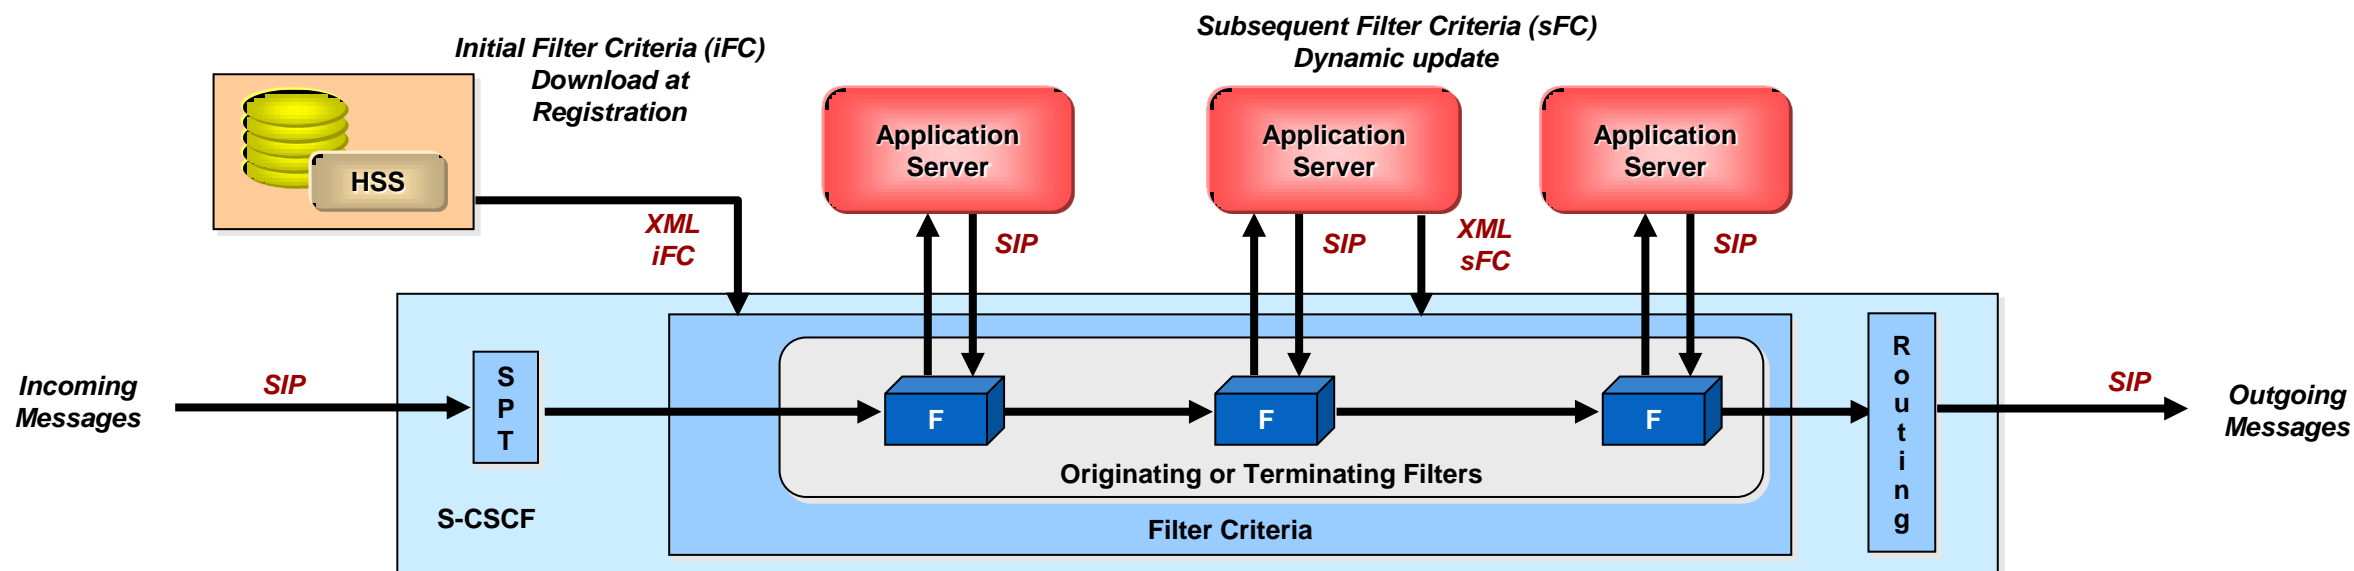 Initial Filter Criteria (iFC)
Download at
Registration
Subsequent Filter Criteria (sFC)
Dynamic update
HSS
Application
Server
Application
Server
Application
Server
XML
iFC
SIP
SIP
XML
sFC
SIP
Incoming
Messages
SIP
S
P
T
F
F
F
R
o
u
t
i
n
g
SIP
Outgoing
Messages
Originating or Terminating Filters
S-CSCF
Filter Criteria